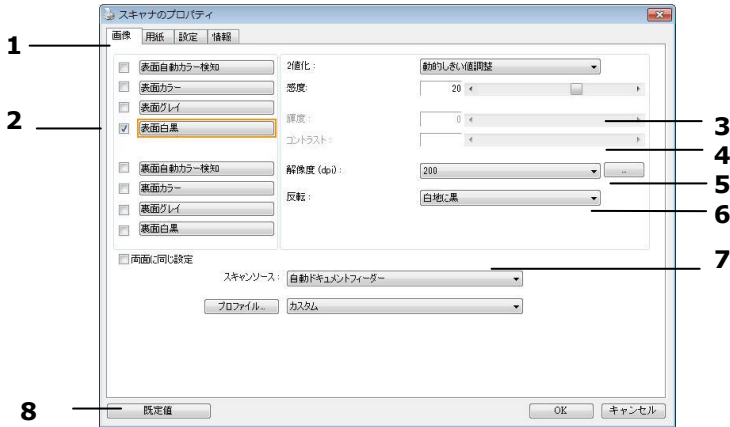 スキャナのプロパティ
画像 用紙 設定 情報
1
表面自動カラー検知 2値化: 動的しきい値調整
表面カラー 感度: 20
表面グレイ 輝度: 0 3
2 表面白黒 コントラスト: 4
裏面自動カラー検知 解像度 (dpi): 200 .. 5
裏面カラー 反転: 白地に黒 6
裏面グレイ
裏面白黒
両面に同じ設定 7
スキャンソース: 自動ドキュメントフィーダー
プロファイル... カスタム
8 既定値 OK キャンセル